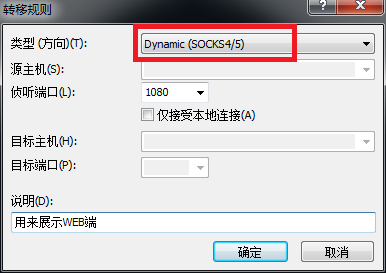 转移规则
类型 (方向)(T):
Dynamic (SOCKS4/5)
源主机(S):
侦听端口(L):
1080
仅接受本地连接(A)
目标主机(H):
目标端口(P):
说明(D):
用来展示WEB端
确定
取消